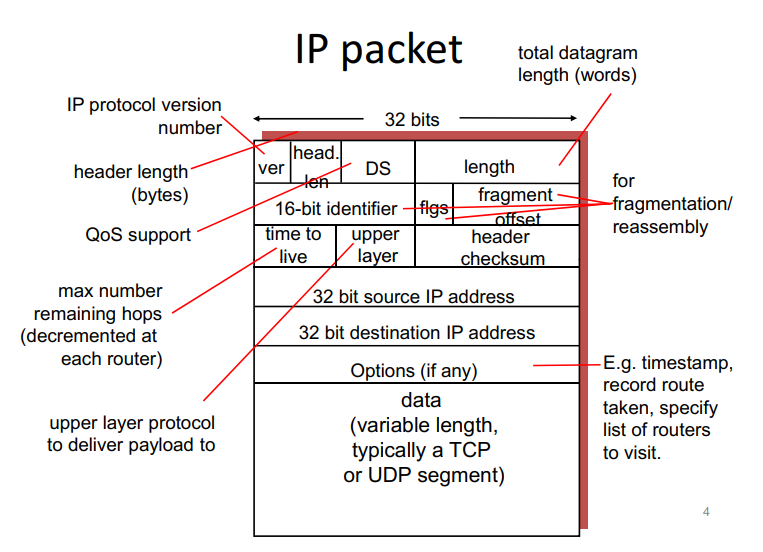 IP packet
total datagram
length (words)
IP protocol version
number
32 bits
header length
(bytes)
QoS support
max number
remaining hops
(decremented at
each router)
upper layer protocol
to deliver payload to
ver
head.
len
DS
length
16-bit identifier
flgs
fragment
offset
time to
live
upper
layer
header
checksum
32 bit source IP address
32 bit destination IP address
Options (if any)
data
(variable length,
typically a TCP
or UDP segment)
for
fragmentation/
reassembly
E.g. timestamp,
record route
taken, specify
list of routers
to visit.
4